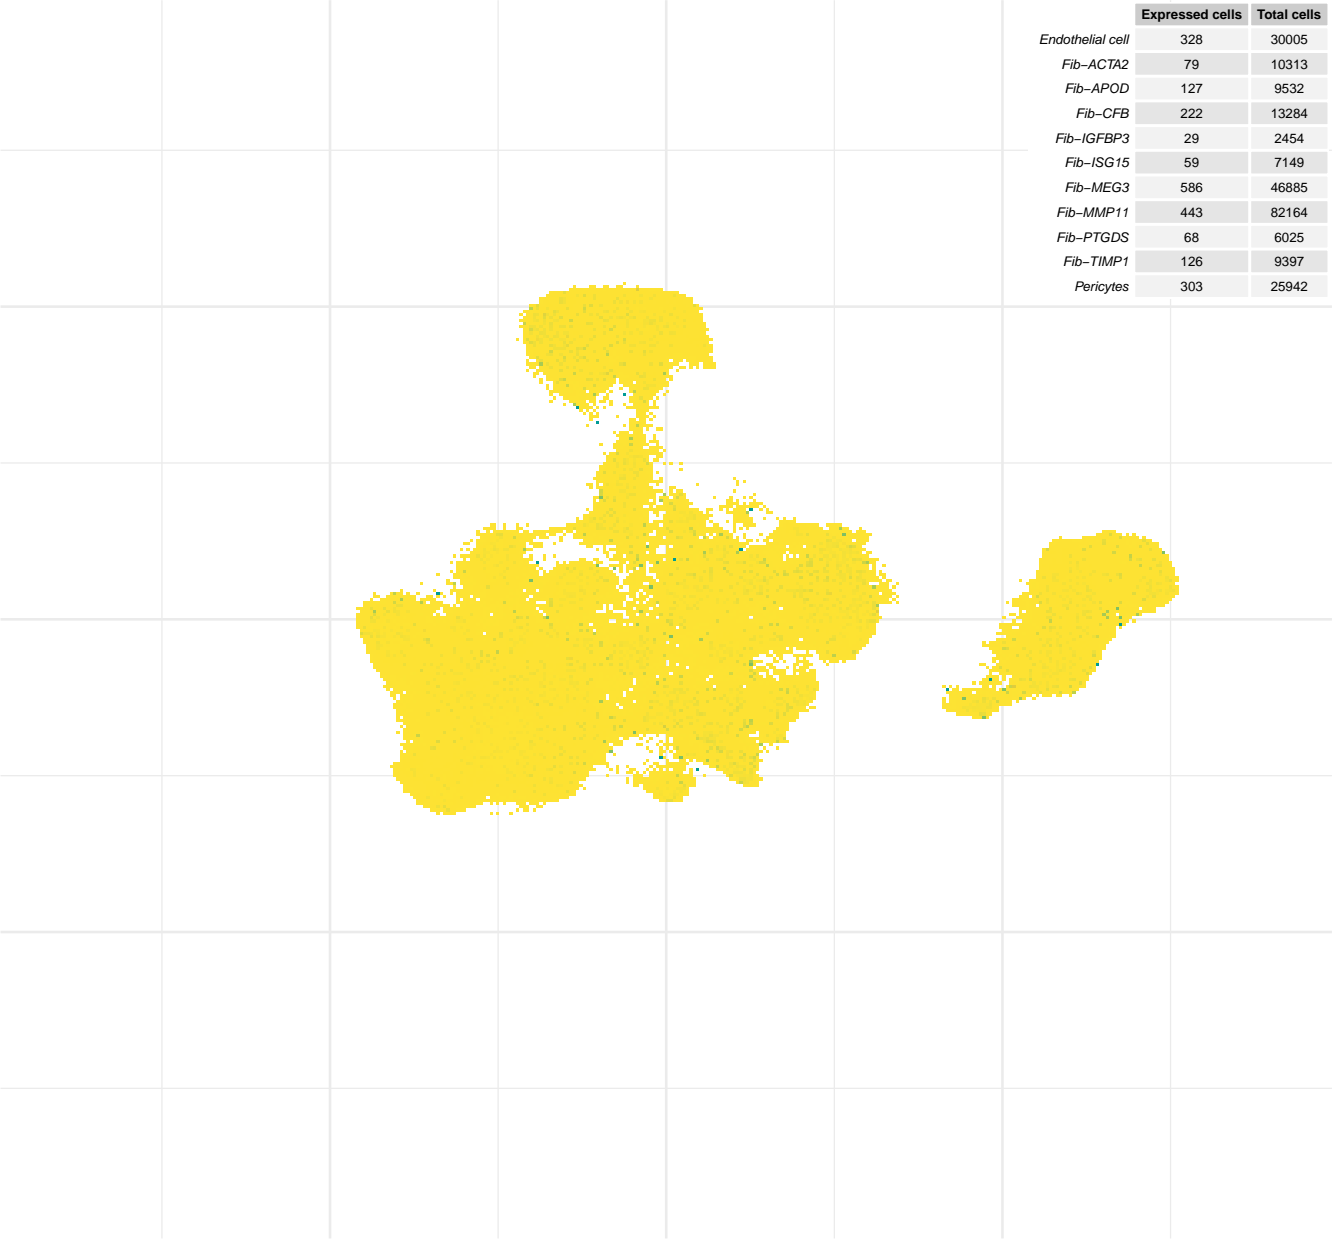 Expressed cells Total cells
Endothelial cell 328 30005
Fib−ACTA2 79 10313
Fib−APOD 127 9532
Fib−CFB 222 13284
Fib−IGFBP3 29 2454
Fib−ISG15 59 7149
Fib−MEG3 586 46885
Fib−MMP11 443 82164
Fib−PTGDS 68 6025
Fib−TIMP1 126 9397
Pericytes 303 25942